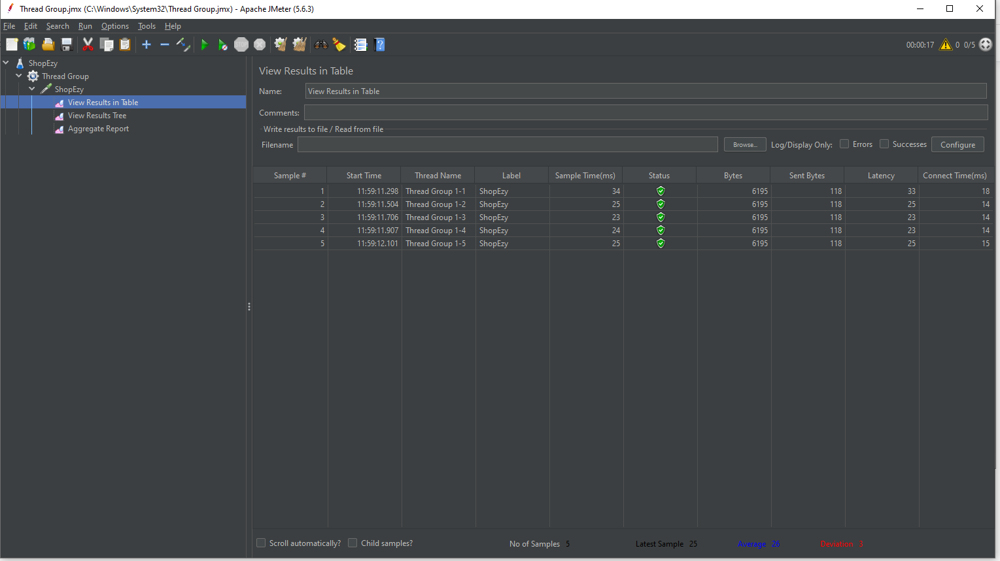 Thread Group.jmx (C:\Windows\System32\Thread Group.jmx) - Apache JMeter (5.6.3)
File Edit Search Run Options Tools Help
STOP 00:00:17 0 0/5
ShopEzy
Thread Group
ShopEzy
View Results in Table
View Results Tree
Aggregate Report
View Results in Table
Name: View Results in Table
Comments:
Write results to file / Read from file
Filename Browse... Log/Display Only: Errors Successes Configure
Sample # Start Time Thread Name Label Sample Time(ms) Status Bytes Sent Bytes Latency Connect Time(ms)
1 11:59:11.298 Thread Group 1-1 ShopEzy 34 6195 118 33 18
2 11:59:11.504 Thread Group 1-2 ShopEzy 25 6195 118 25 14
3 11:59:11.706 Thread Group 1-3 ShopEzy 23 6195 118 23 14
4 11:59:11.907 Thread Group 1-4 ShopEzy 24 6195 118 23 14
5 11:59:12.101 Thread Group 1-5 ShopEzy 25 6195 118 25 15
Scroll automatically? Child samples? No of Samples 5 Latest Sample 25 Average 26 Deviation 3